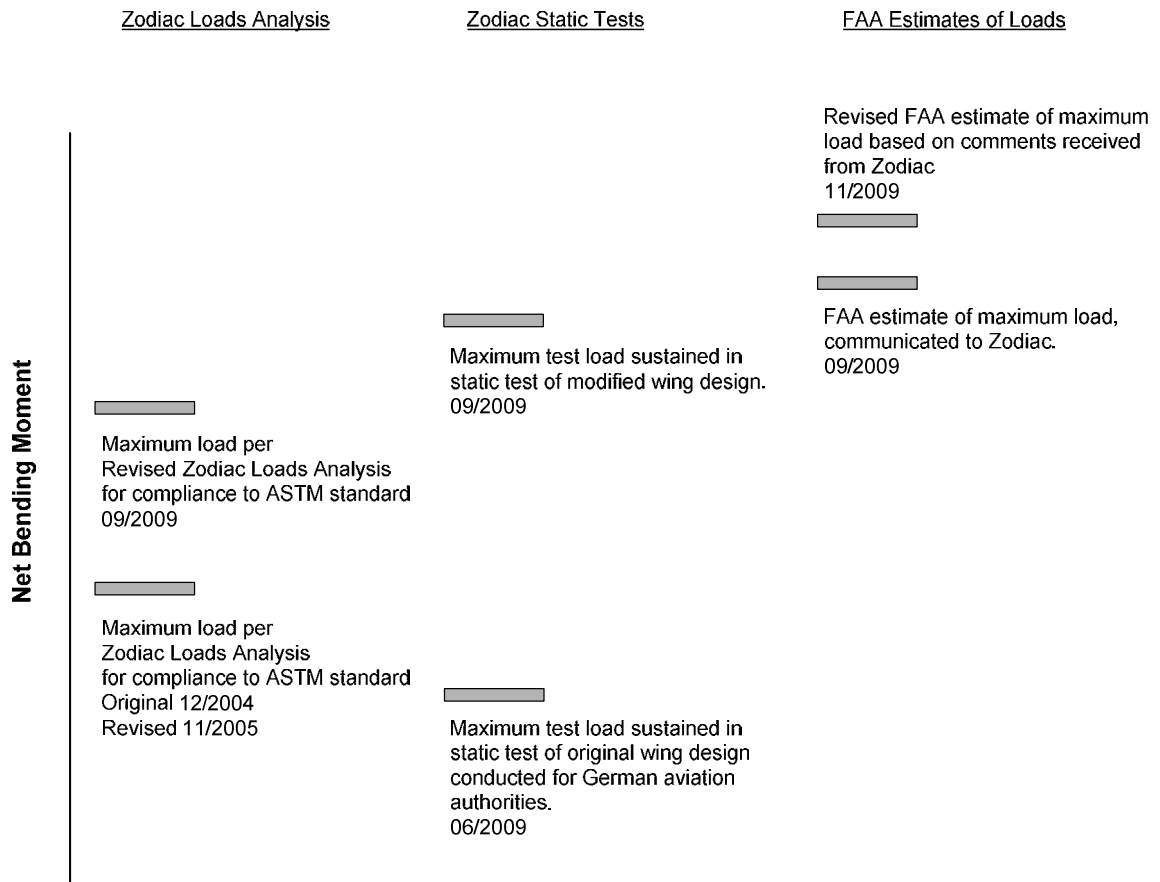 Zodiac Loads Analysis
Zodiac Static Tests
FAA Estimates of Loads
Net Bending Moment
Maximum load per
Revised Zodiac Loads Analysis
for compliance to ASTM standard
09/2009
Maximum load per
Zodiac Loads Analysis
for compliance to ASTM standard
Original 12/2004
Revised 11/2005
Maximum test load sustained in
static test of modified wing design.
09/2009
Maximum test load sustained in
static test of original wing design
conducted for German aviation
authorities.
06/2009
Revised FAA estimate of maximum
load based on comments received
from Zodiac
11/2009
FAA estimate of maximum load,
communicated to Zodiac.
09/2009